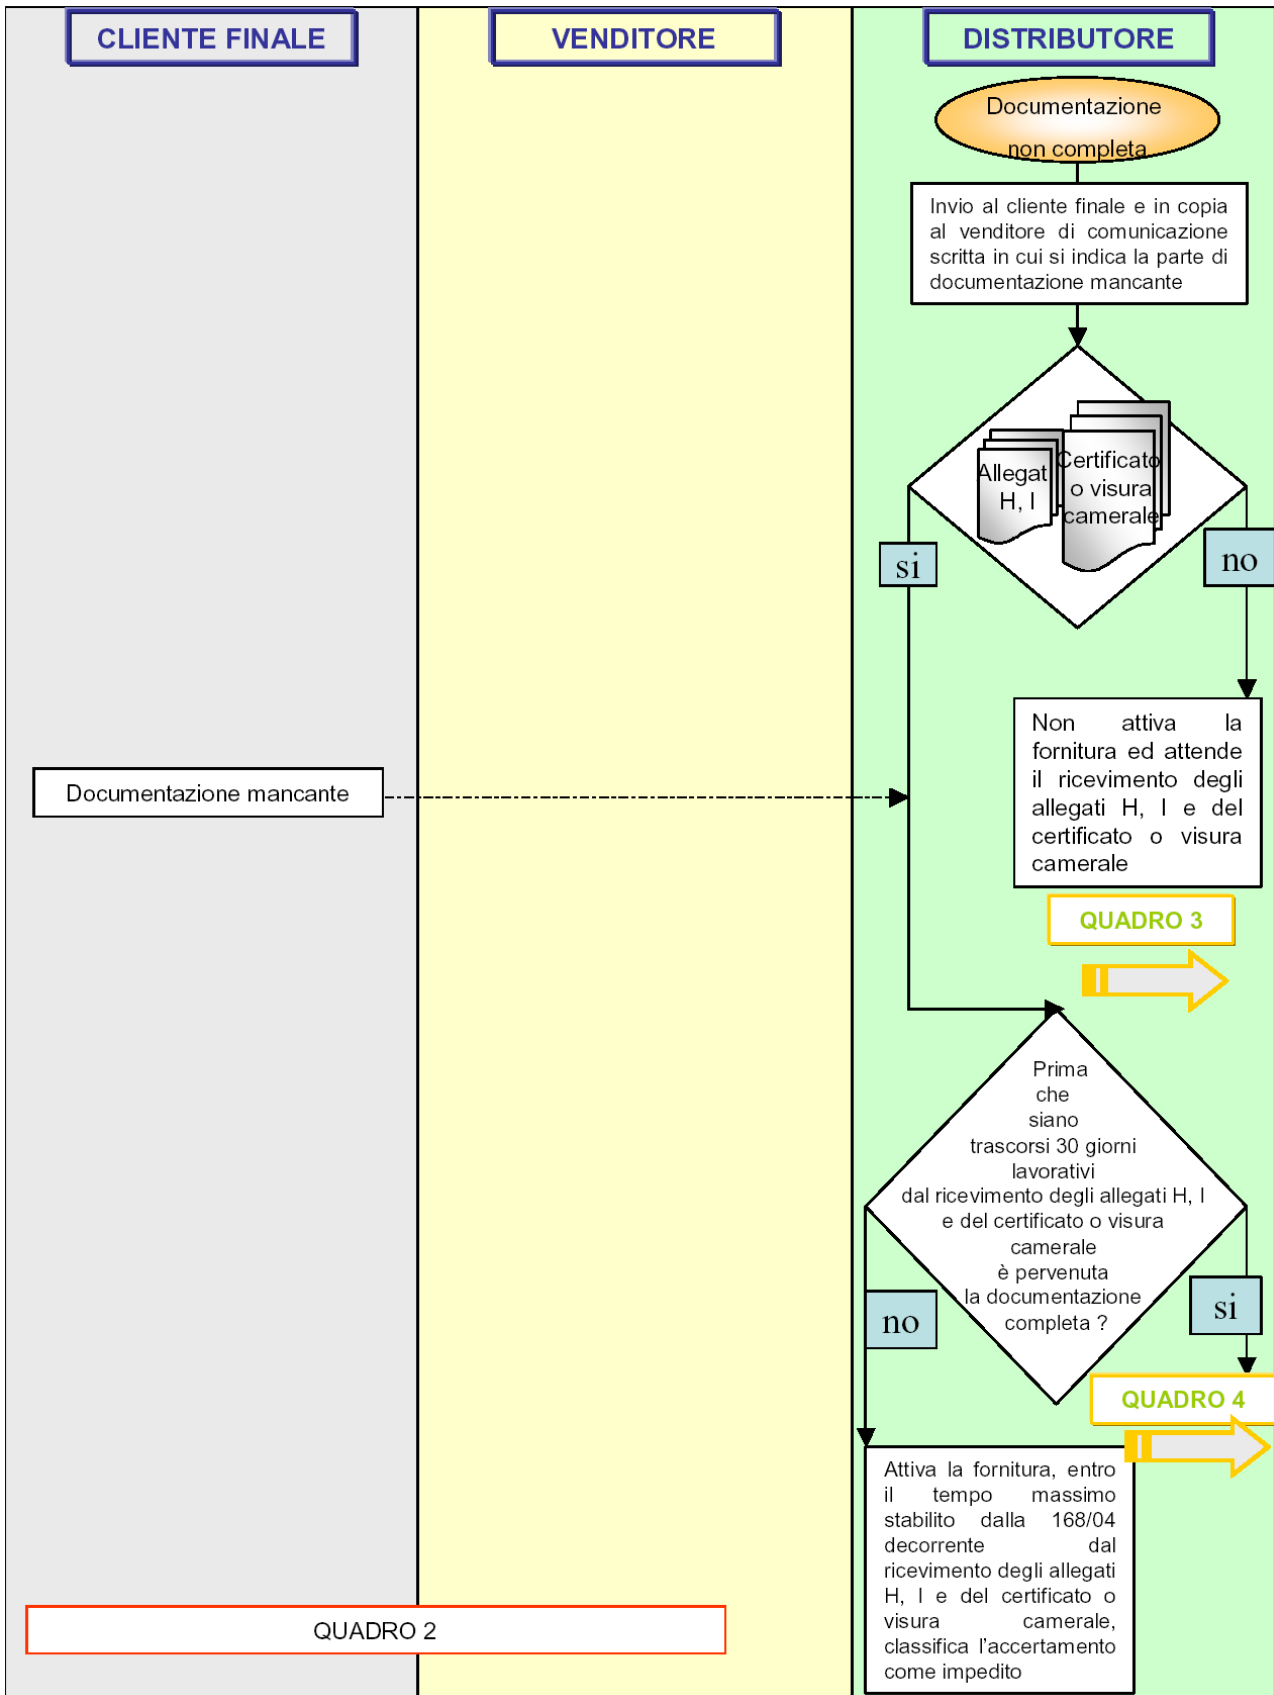 CLIENTE FINALE
VENDITORE
DISTRIBUTORE
Documentazione
non completa
Invio al cliente finale e in copia
al venditore di comunicazione
scritta in cui si indica la parte di
documentazione mancante
Allegat
H, I
Certificato
o visura
camerale
si
no
Non attiva la
fornitura ed attende
il ricevimento degli
allegati H, I e del
certificato o visura
camerale
Documentazione mancante
QUADRO 3
Prima
che
siano
trascorsi 30 giorni
lavorativi
dal ricevimento degli allegati H, I
e del certificato o visura
camerale
è pervenuta
la documentazione
completa ?
no
si
QUADRO 4
Attiva la fornitura, entro
il tempo massimo
stabilito dalla 168/04
decorrente dal
ricevimento degli allegati
H, I e del certificato o
visura camerale,
classifica l'accertamento
come impedito
QUADRO 2